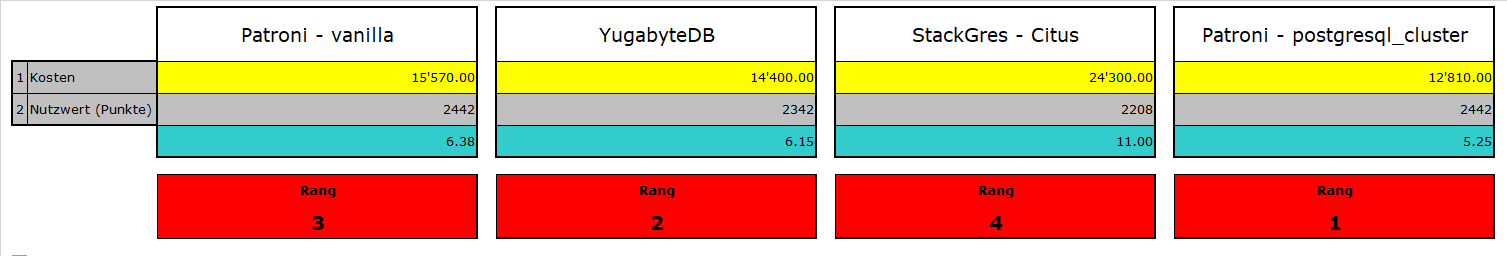 Patroni - vanilla YugabyteDB StackGres - Citus Patroni - postgresql_cluster
1 Kosten 15'570.00 14'400.00 24'300.00 12'810.00
2 Nutzwert (Punkte) 2442 2342 2208 2442
6.38 6.15 11.00 5.25
Rang Rang Rang Rang
3 2 4 1